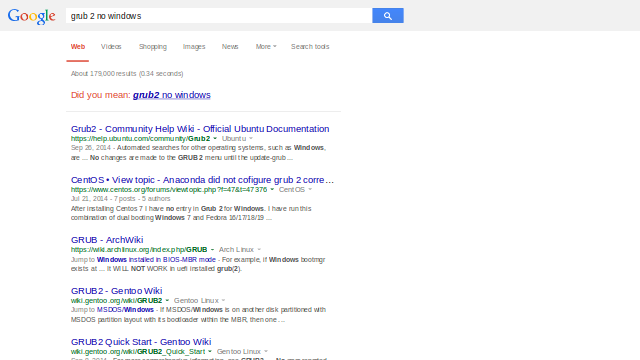 Google grub 2 no windows
Web Videos Shopping Images News More Search tools
About 179,000 results (0.34 seconds)
Did you mean: grub2 no windows
Grub2 - Community Help Wiki - Official Ubuntu Documentation
https://help.ubuntu.com/community/Grub2 Ubuntu
Sep 26, 2014 - Automated searches for other operating systems, such as Windows,
are ... No changes are made to the GRUB 2 menu until the update-grub ...
CentOS • View topic - Anaconda did not cofigure grub 2 corre…
https://www.centos.org/forums/viewtopic.php?f=47&t=47376 CentOS
Jul 21, 2014 - 7 posts - 5 authors
After installing Centos 7 I have no entry in Grub 2 for Windows. I have run this
combination of dual booting Windows 7 and Fedora 16/17/18/19 ...
GRUB - ArchWiki
https://wiki.archlinux.org/index.php/GRUB Arch Linux
Jump to Windows installed in BIOS-MBR mode - For example, if Windows bootmgr
exists at ... It WILL NOT WORK in uefi installed grub(2).
GRUB2 - Gentoo Wiki
wiki.gentoo.org/wiki/GRUB2 Gentoo Linux
Jump to MSDOS/Windows - If MSDOS/Windows is on another disk partitioned with
MSDOS partition layout with its bootloader within the MBR, then one ...
GRUB2 Quick Start - Gentoo Wiki
wiki.gentoo.org/wiki/GRUB2_Quick_Start Gentoo Linux